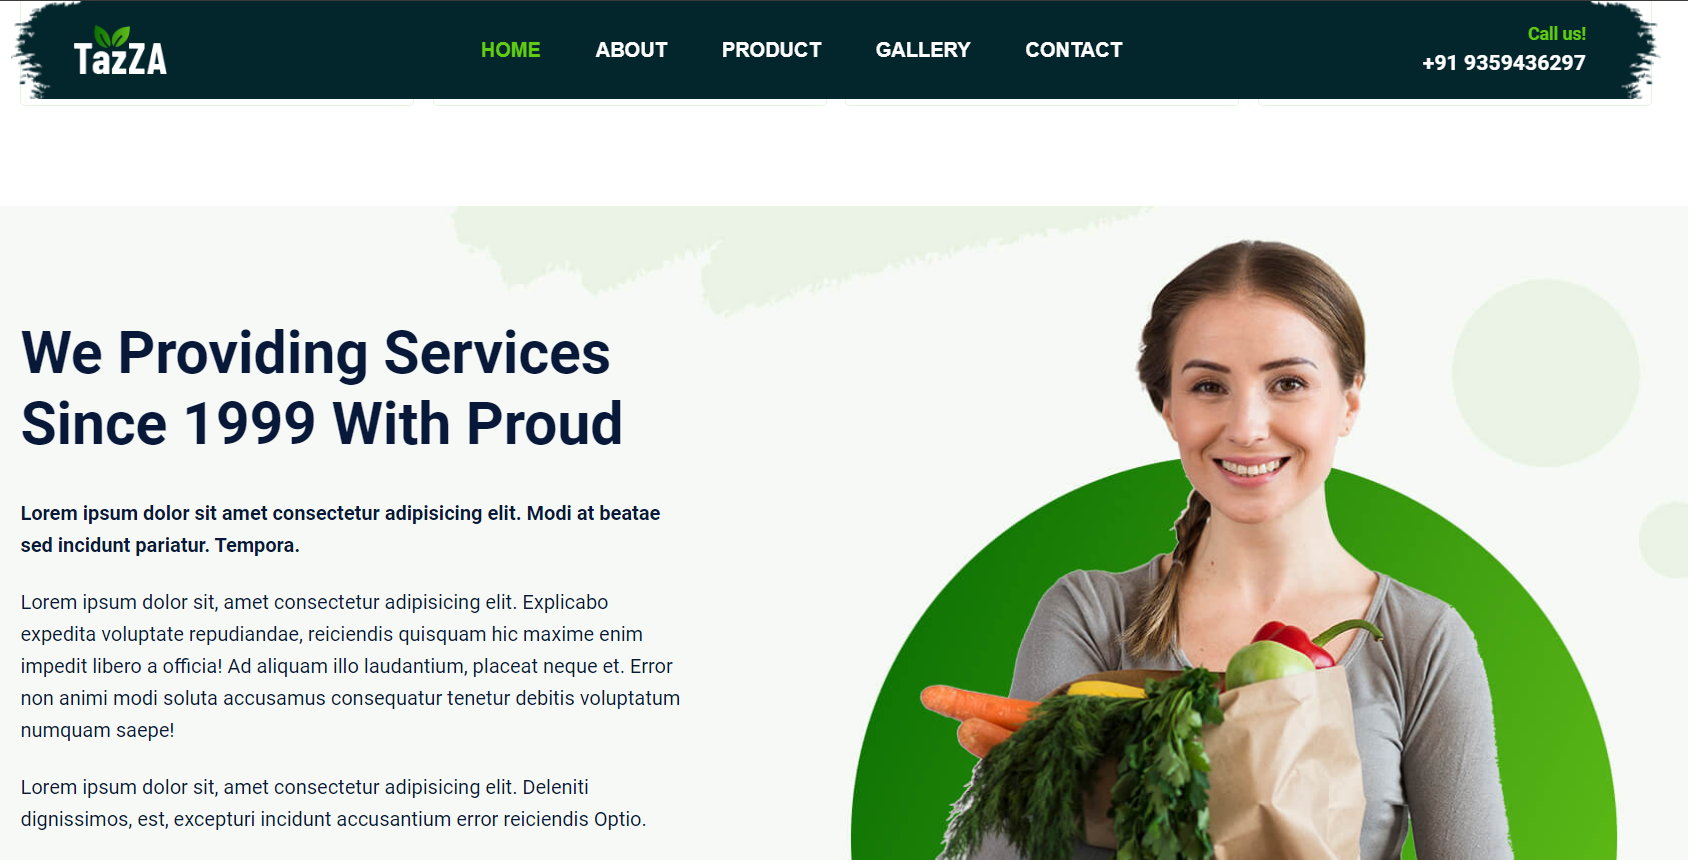 TazZA
HOME
ABOUT
PRODUCT
GALLERY
CONTACT
Call us!
+91 9359436297
We Providing Services
Since 1999 With Proud
Lorem ipsum dolor sit amet consectetur adipisicing elit. Modi at beatae
sed incidunt pariatur. Tempora.
Lorem ipsum dolor sit, amet consectetur adipisicing elit. Explicabo
expedita voluptate repudiandae, reiciendis quisquam hic maxime enim
impedit libero a officia! Ad aliquam illo laudantium, placeat neque et. Error
non animi modi soluta accusamus consequatur tenetur debitis voluptatum
numquam saepe!
Lorem ipsum dolor sit, amet consectetur adipisicing elit. Deleniti
dignissimos, est, excepturi incidunt accusantium error reiciendis Optio.